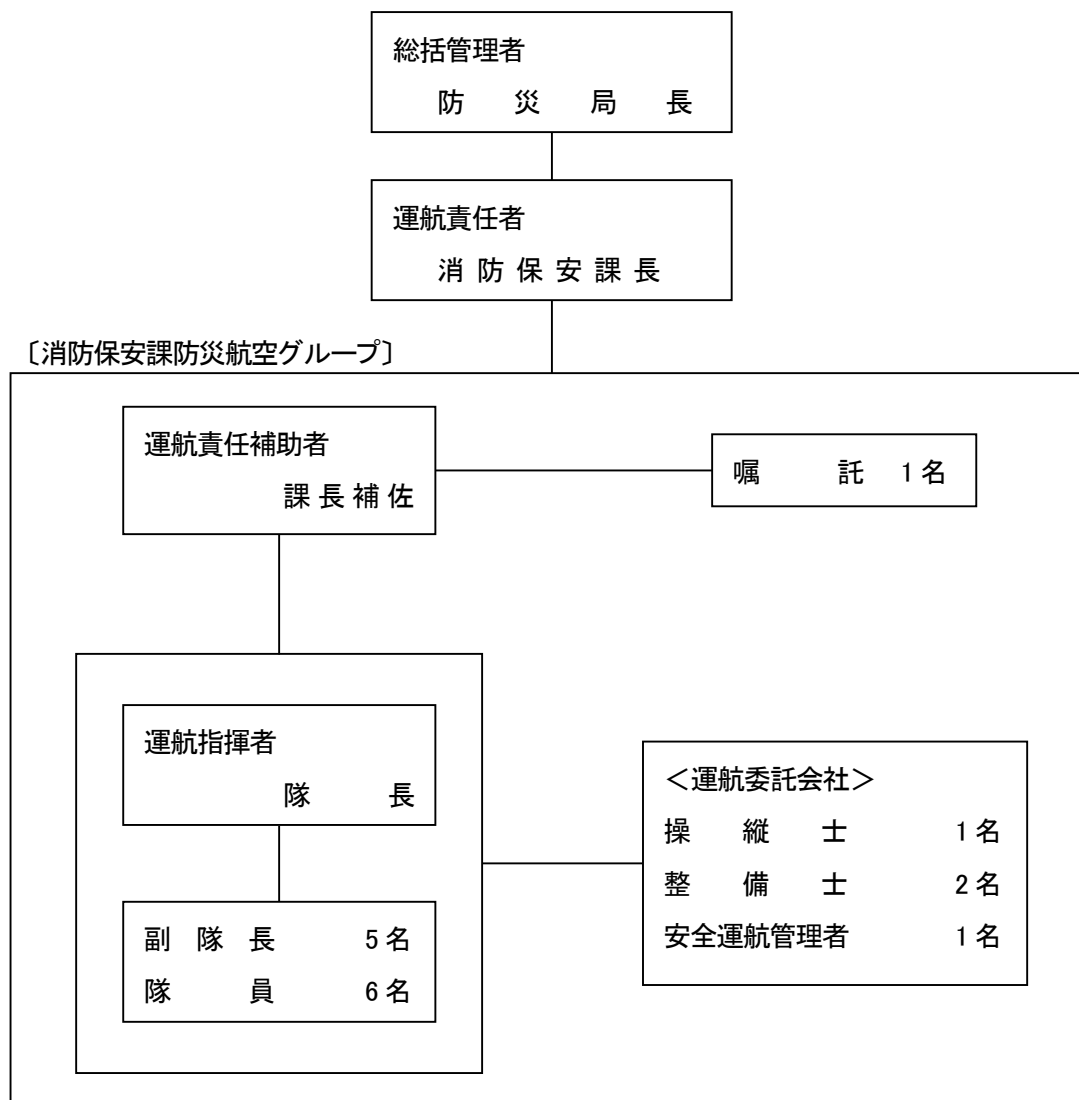 総括管理者
防災局長
運航責任者
消防保安課長
〔消防保安課防災航空グループ〕
運航責任補助者
課長補佐
嘱託 1名
運航指揮者
隊長
副隊長 5名
隊員 6名
＜運航委託会社＞
操縦士 1名
整備士 2名
安全運航管理者 1名